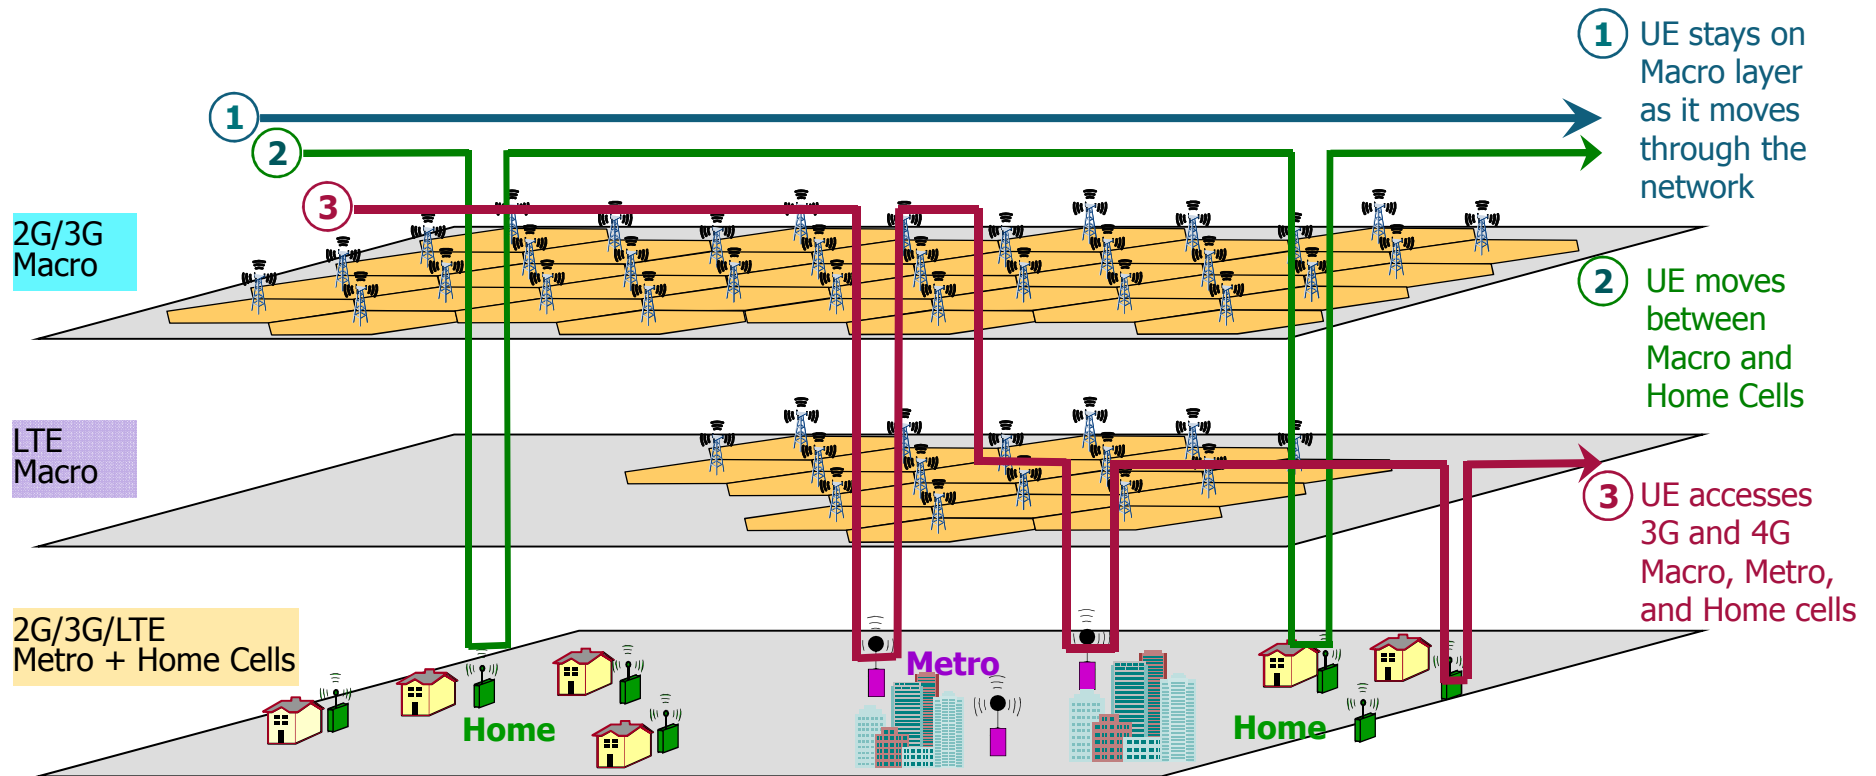 1
UE stays on
Macro layer
as it moves
through the
network
1
2
3
2G/3G
Macro
2
UE moves
between
Macro and
Home Cells
LTE
Macro
3
UE accesses
3G and 4G
Macro, Metro,
and Home cells
2G/3G/LTE
Metro + Home Cells
Metro
Home
Home